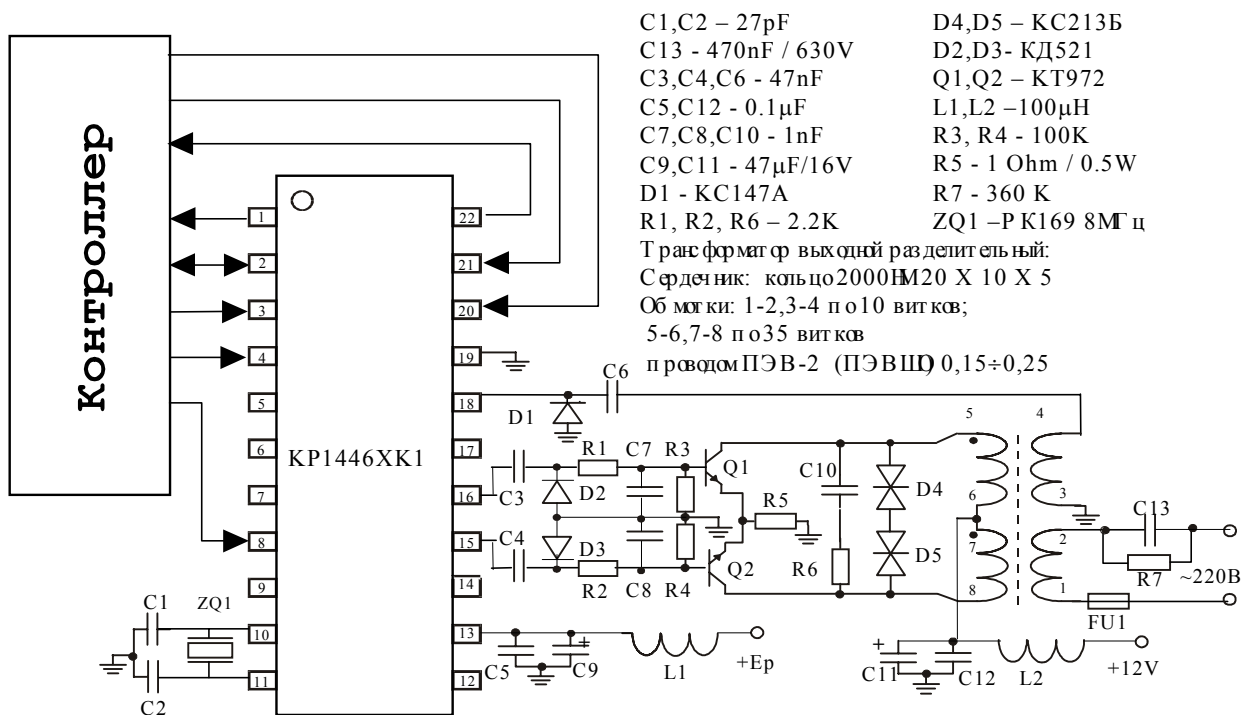 C1,C2 – 27pF
C13 - 470nF / 630V
C3,C4,C6 - 47nF
C5,C12 - 0.1µF
C7,C8,C10 - 1nF
C9,C11 - 47µF/16V
D1 - КС147А
R1, R2, R6 – 2.2K
D4,D5 – КС213Б
D2,D3- КД521
Q1,Q2 – КТ972
L1,L2 –100µH
R3, R4 - 100K
R5 - 1 Ohm / 0.5W
R7 - 360 K
ZQ1 –РК169 8МГц
Трансформатор выходной разделительный:
Сердечник: кольцо 2000НМ 20 X 10 X 5
Обмотки: 1-2,3-4 по 10 витков;
5-6,7-8 по 35 витков
проводом ПЭВ-2 (ПЭВШО) 0,15÷0,25
Контроллер
КР1446ХК1
1
2
3
4
5
6
7
8
9
10
11
22
21
20
19
18
17
16
15
14
13
12
C1
ZQ1
C2
D1
C6
C3
R1
C7
R3
Q1
D2
R5
C4
D3
R2
C8
R4
Q2
C10
D4
R6
D5
5
4
6
3
7
2
8
1
C13
R7
~220В
FU1
C5
+
C9
L1
+Ep
+
C11
C12
L2
+12V